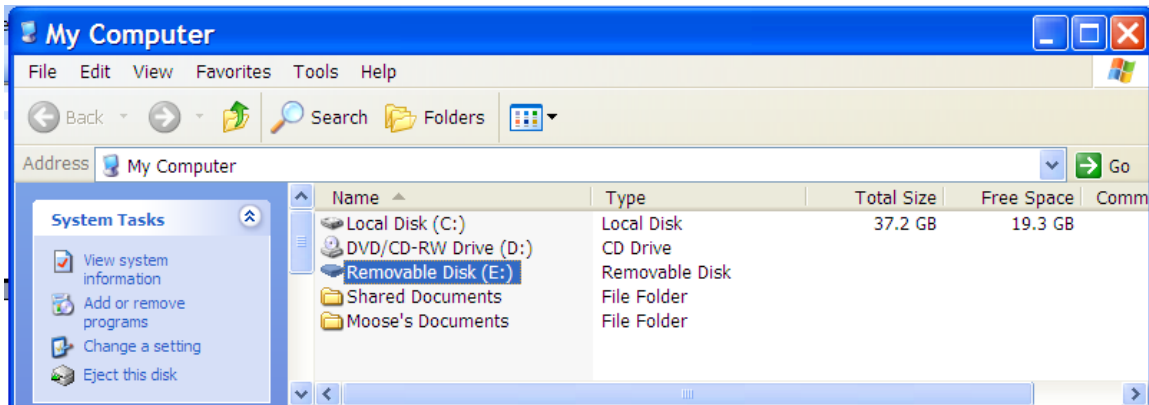 My Computer
File Edit View Favorites Tools Help
Back Search Folders
Address My Computer Go
System Tasks
View system
information
Add or remove
programs
Change a setting
Eject this disk
Name Type Total Size Free Space Comm
Local Disk (C:) Local Disk 37.2 GB 19.3 GB
DVD/CD-RW Drive (D:) CD Drive
Removable Disk (E:) Removable Disk
Shared Documents File Folder
Moose's Documents File Folder